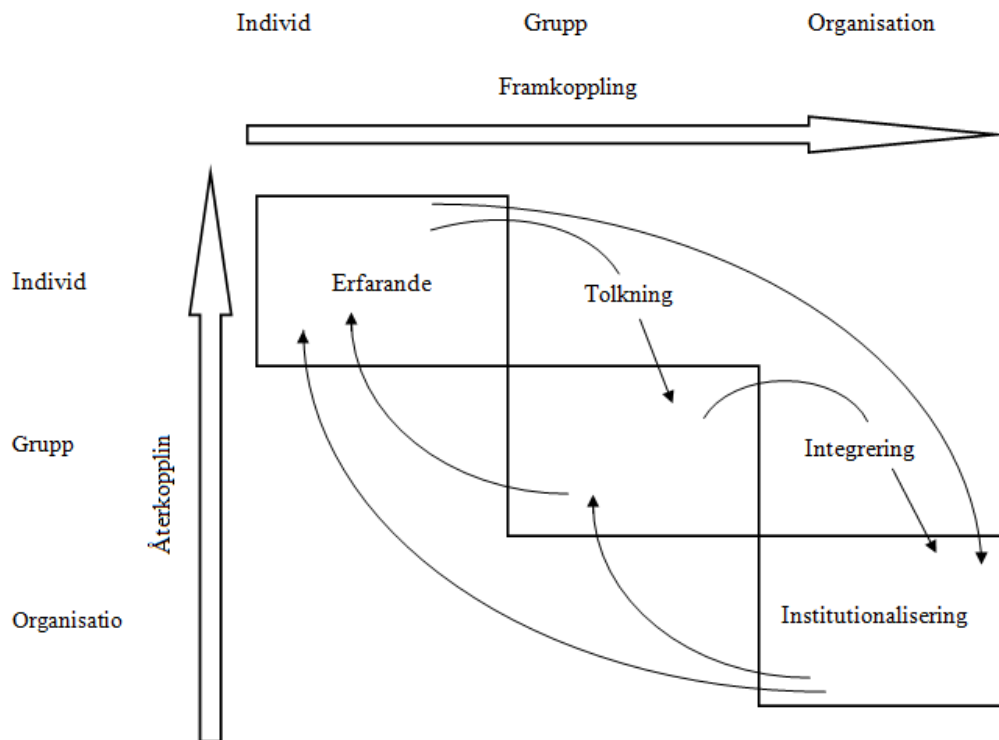 Individ Grupp Organisation
Framkoppling
Individ
Erfarande
Tolkning
Grupp
Integrering
Återkopplin
Organisatio
Institutionalisering